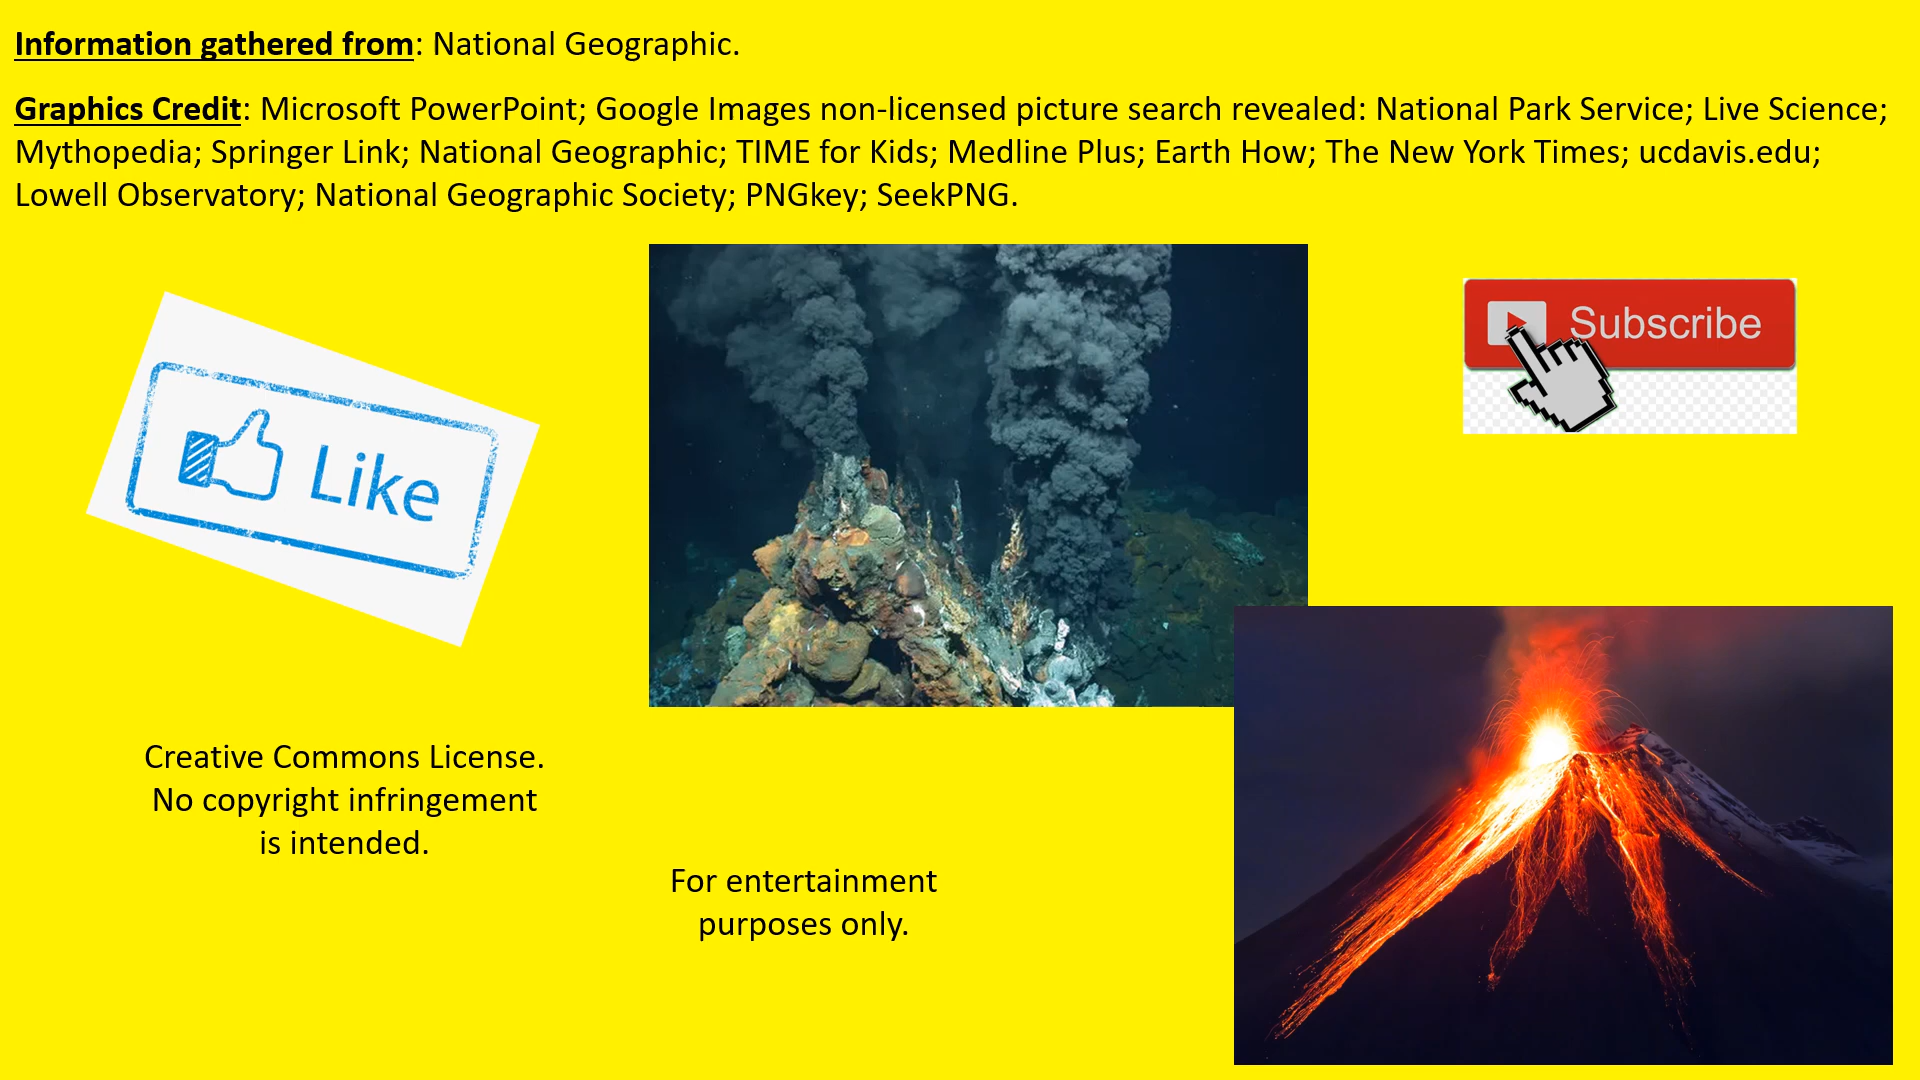 Information gathered from: National Geographic.
Graphics Credit: Microsoft PowerPoint; Google Images non-licensed picture search revealed: National Park Service; Live Science;
Mythopedia; Springer Link; National Geographic; TIME for Kids; Medline Plus; Earth How; The New York Times; ucdavis.edu;
Lowell Observatory; National Geographic Society; PNGkey; SeekPNG.
Subscribe
Like
Creative Commons License.
No copyright infringement
is intended.
For entertainment
purposes only.